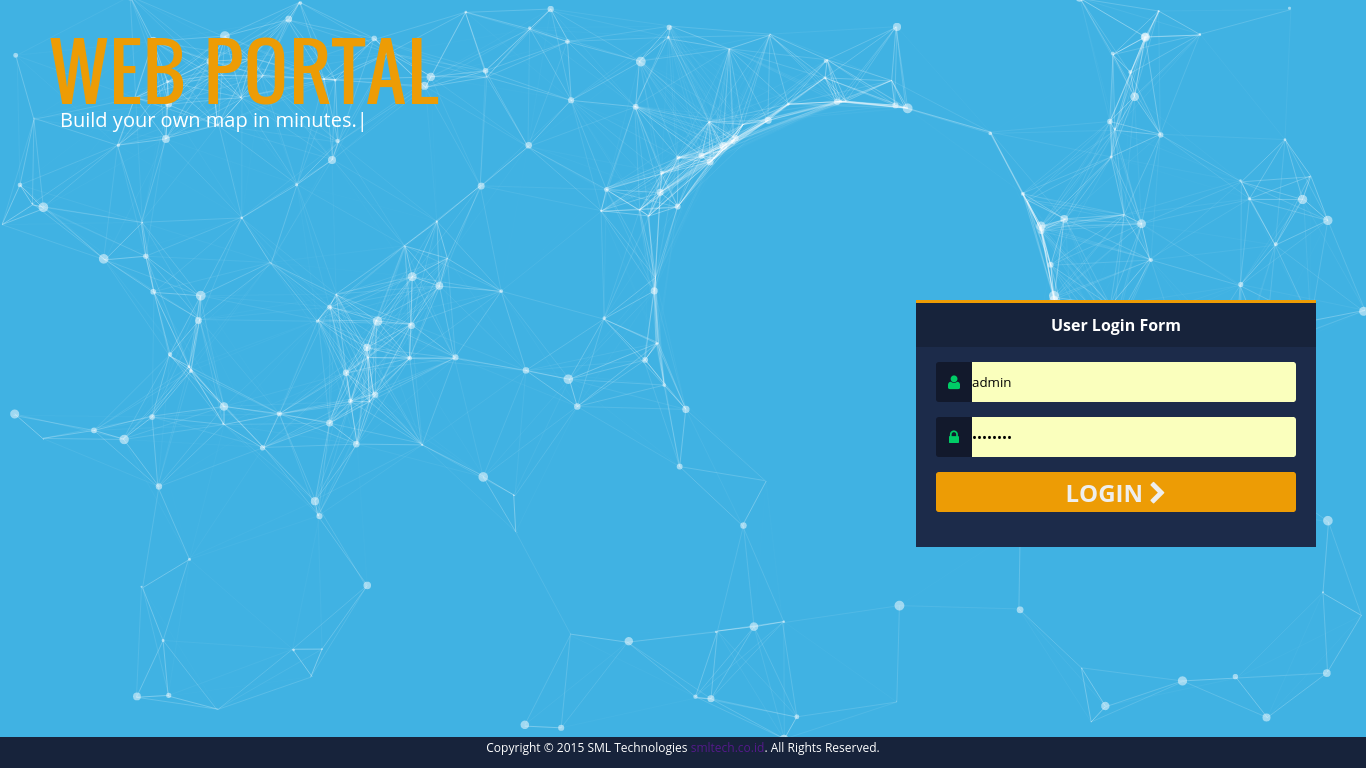 WEB PORTAL
Build your own map in minutes.|
User Login Form
admin
••••••••
LOGIN
Copyright © 2015 SML Technologies smltech.co.id. All Rights Reserved.